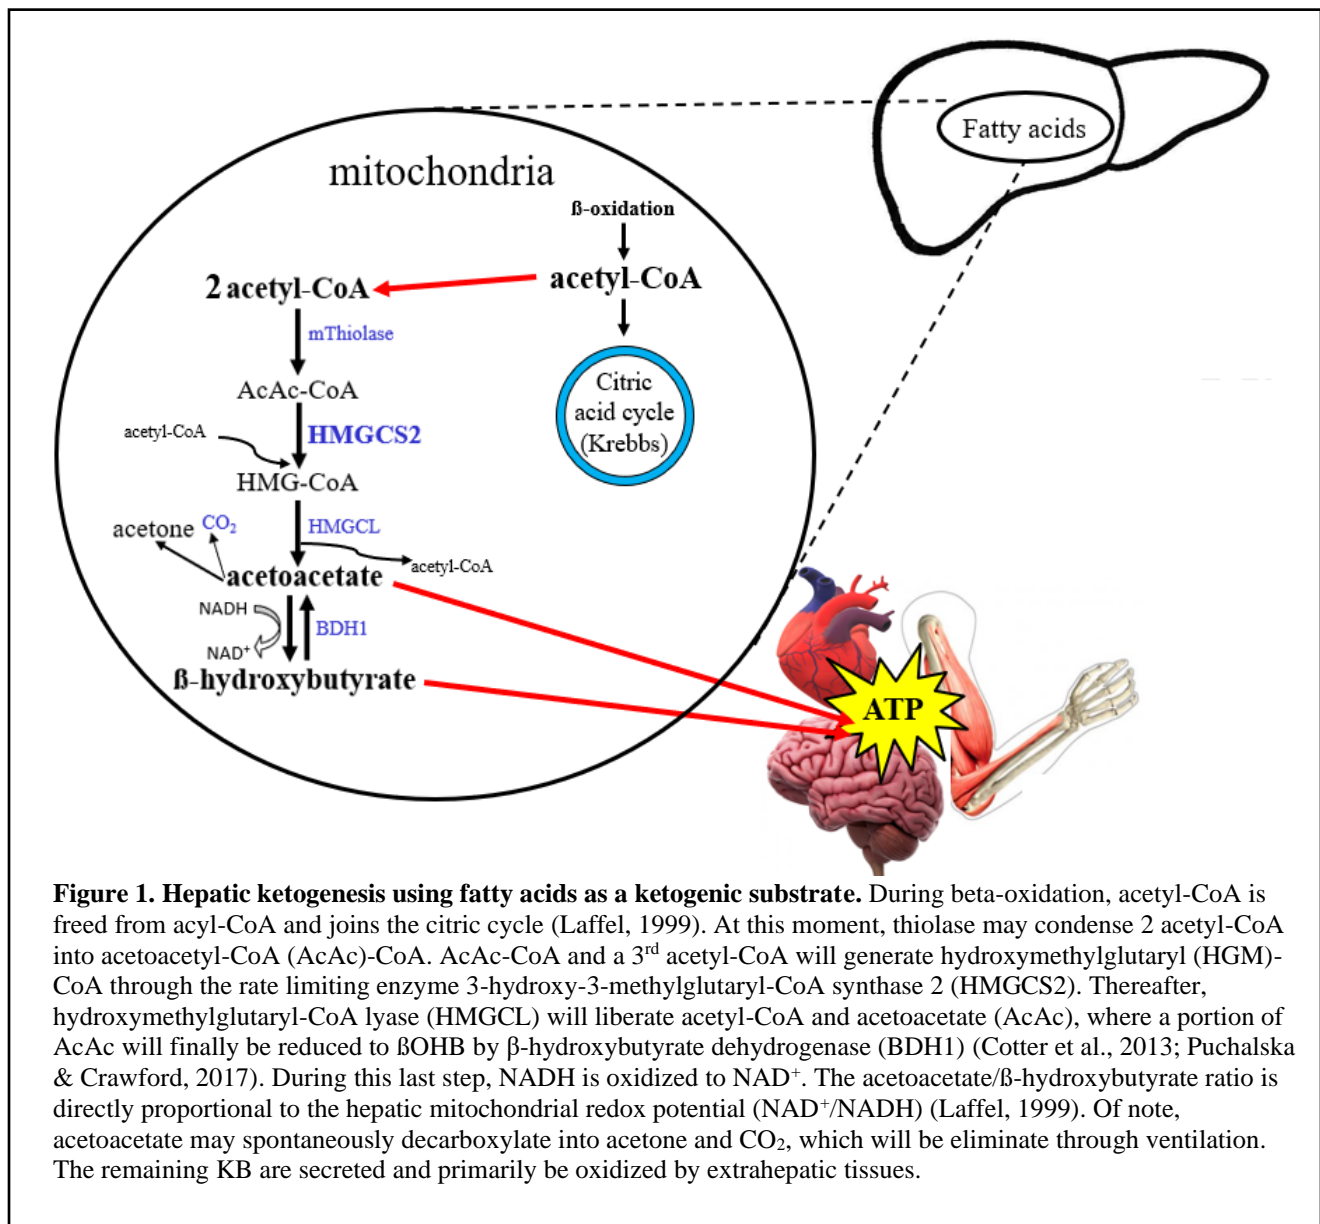 Fatty acids
mitochondria
ß-oxidation
acetyl-CoA
2 acetyl-CoA
mThiolase
Citric
acid cycle
(Krebbs)
AcAc-CoA
acetyl-CoA
HMGCS2
HMG-CoA
acetone CO₂
HMGCL
acetyl-CoA
acetoacetate
NADH
BDH1
NAD⁺
ß-hydroxybutyrate
ATP
Figure 1. Hepatic ketogenesis using fatty acids as a ketogenic substrate. During beta-oxidation, acetyl-CoA is
freed from acyl-CoA and joins the citric cycle (Laffel, 1999). At this moment, thiolase may condense 2 acetyl-CoA
into acetoacetyl-CoA (AcAc)-CoA. AcAc-CoA and a 3rd acetyl-CoA will generate hydroxymethylglutaryl (HGM)-
CoA through the rate limiting enzyme 3-hydroxy-3-methylglutaryl-CoA synthase 2 (HMGCS2). Thereafter,
hydroxymethylglutaryl-CoA lyase (HMGCL) will liberate acetyl-CoA and acetoacetate (AcAc), where a portion of
AcAc will finally be reduced to ßOHB by β-hydroxybutyrate dehydrogenase (BDH1) (Cotter et al., 2013; Puchalska
& Crawford, 2017). During this last step, NADH is oxidized to NAD⁺. The acetoacetate/ß-hydroxybutyrate ratio is
directly proportional to the hepatic mitochondrial redox potential (NAD⁺/NADH) (Laffel, 1999). Of note,
acetoacetate may spontaneously decarboxylate into acetone and CO₂, which will be eliminate through ventilation.
The remaining KB are secreted and primarily be oxidized by extrahepatic tissues.